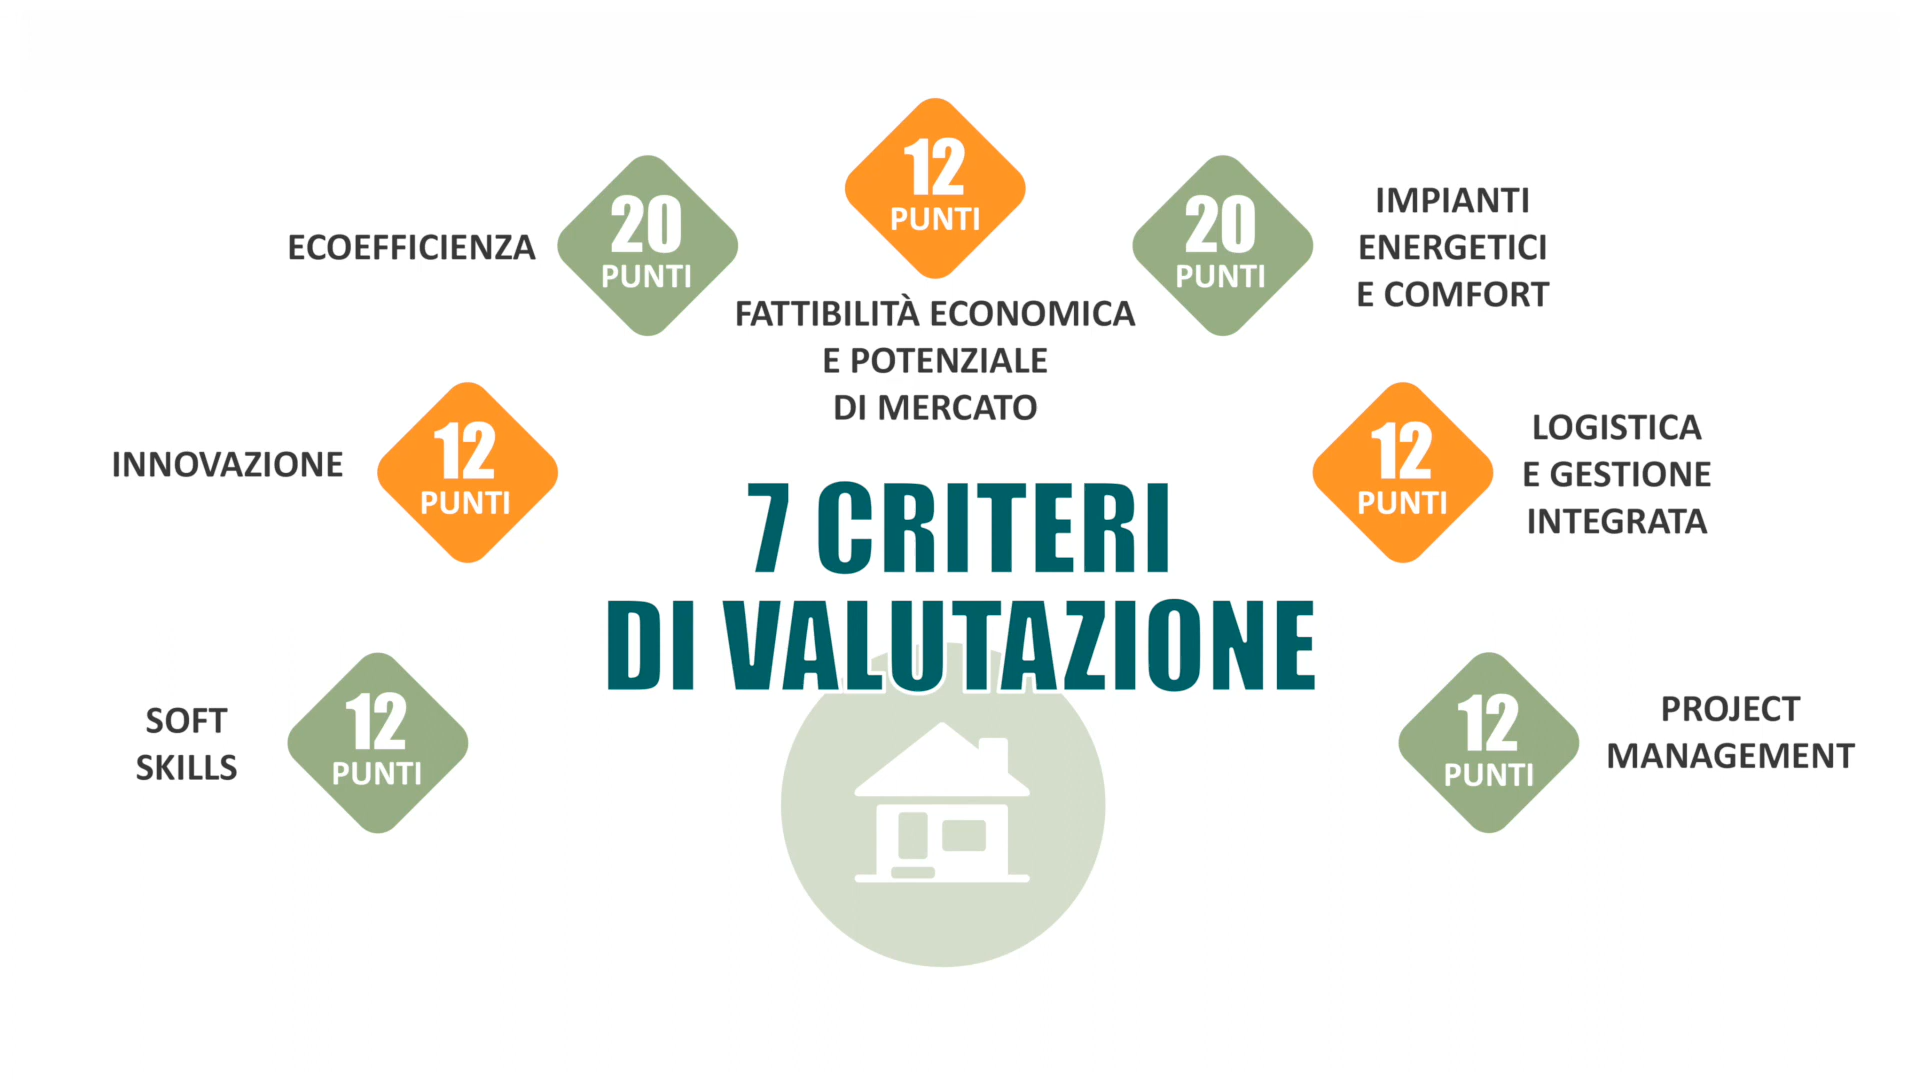 12
PUNTI
FATTIBILITÀ ECONOMICA
E POTENZIALE
DI MERCATO
20
PUNTI
ECOEFFICIENZA
20
PUNTI
IMPIANTI
ENERGETICI
E COMFORT
INNOVAZIONE
12
PUNTI
12
PUNTI
LOGISTICA
E GESTIONE
INTEGRATA
7 CRITERI
DI VALUTAZIONE
SOFT
SKILLS
12
PUNTI
12
PUNTI
PROJECT
MANAGEMENT